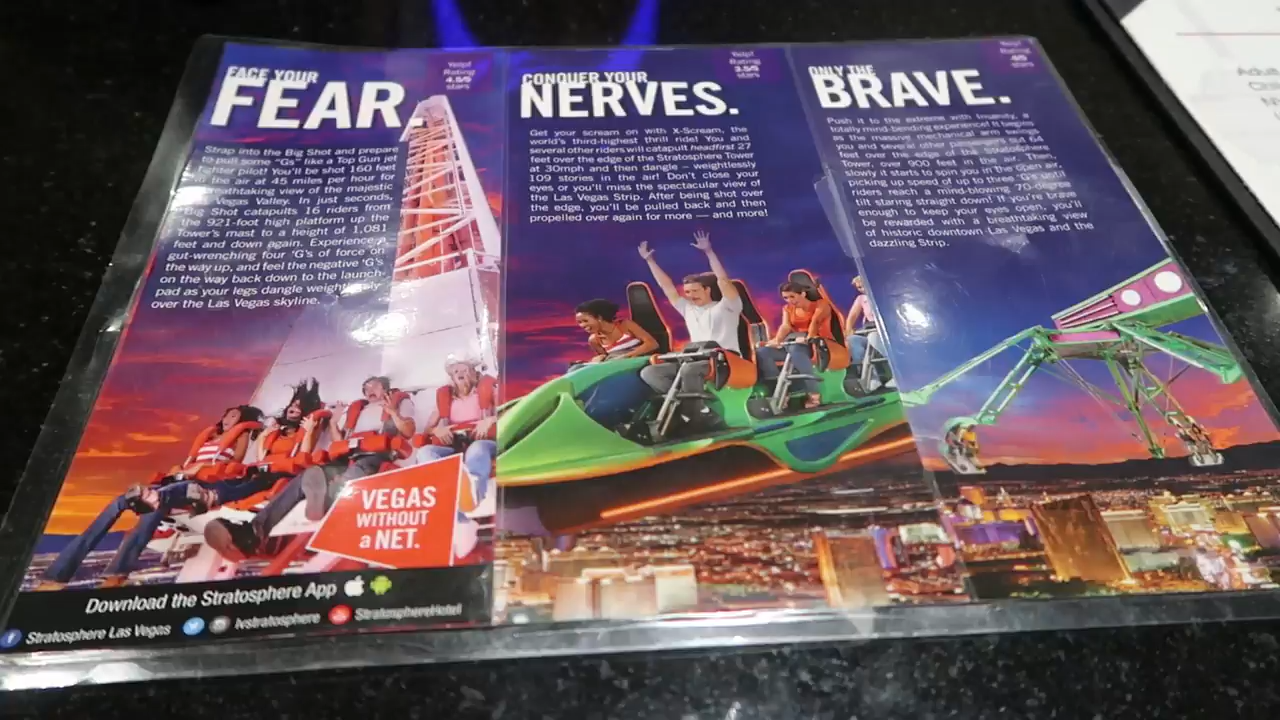 FACE YOUR
FEAR.
Yelp!
Rating
4.5/5
stars
Strap into the Big Shot and prepare
to pull some "Gs" like a Top Gun jet
fighter pilot! You'll be shot 160 feet
in the air at 45 miles per hour for
breathtaking view of the majestic
Vegas Valley. In just seconds,
Big Shot catapults 16 riders from
the 921-foot high platform up the
Tower's mast to a height of 1,081
feet and down again. Experience a
gut-wrenching four 'G's of force on
the way up, and feel the negative 'G's
on the way back down to the launch-
pad as your legs dangle weightlessly
over the Las Vegas skyline.
VEGAS
WITHOUT
a NET.
Download the Stratosphere App
Stratosphere Las Vegas lvstratosphere StratosphereHotel
CONQUER YOUR
NERVES.
Yelp!
Rating
3.5/5
stars
Get your scream on with X-Scream, the
world's third-highest thrill ride! You and
several other riders will catapult headfirst 27
feet over the edge of the Stratosphere Tower
at 30mph and then dangle – weightlessly
109 stories in the air! Don't close your
eyes or you'll miss the spectacular view of
the Las Vegas Strip. After being shot over
the edge, you'll be pulled back and then
propelled over again for more — and more!
ONLY THE
BRAVE.
Yelp!
Rating
4/5
stars
Push it to the extreme with Insanity, a
totally mind-bending experience! It begins
as the massive mechanical arm swings
you and several other passengers out 64
feet over the edge of the Stratosphere
Tower, over 900 feet in the air. Then,
slowly it starts to spin you in the open air,
picking up speed of up to three 'G's until
riders reach a mind-blowing 70-degree
tilt staring straight down! If you're brave
enough to keep your eyes open, you'll
be rewarded with a breathtaking view
of historic downtown Las Vegas and the
dazzling Strip.